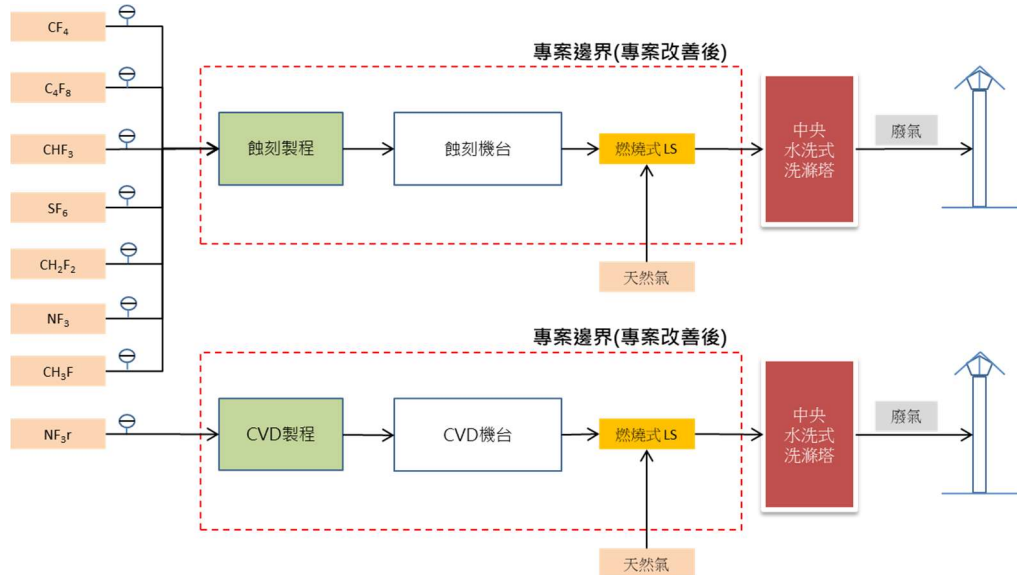 CF₄
C₄F₈
CHF₃
SF₆
CH₂F₂
NF₃
CH₃F
NF₃r
專案邊界(專案改善後)
蝕刻製程
蝕刻機台
燃燒式 LS
天然氣
中央
水洗式
洗滌塔
廢氣
專案邊界(專案改善後)
CVD製程
CVD機台
燃燒式 LS
天然氣
中央
水洗式
洗滌塔
廢氣